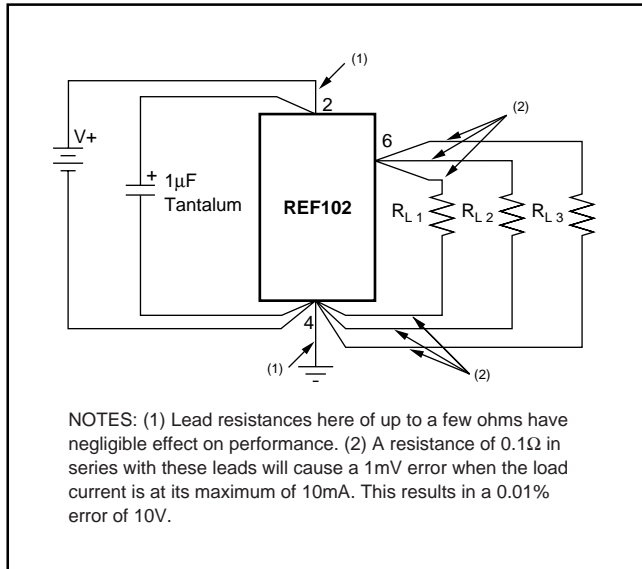 (1)
2
(2)
V+
6
+
1µF
Tantalum
REF102
R_L 1
R_L 2
R_L 3
4
(1)
(2)
NOTES: (1) Lead resistances here of up to a few ohms have
negligible effect on performance. (2) A resistance of 0.1Ω in
series with these leads will cause a 1mV error when the load
current is at its maximum of 10mA. This results in a 0.01%
error of 10V.